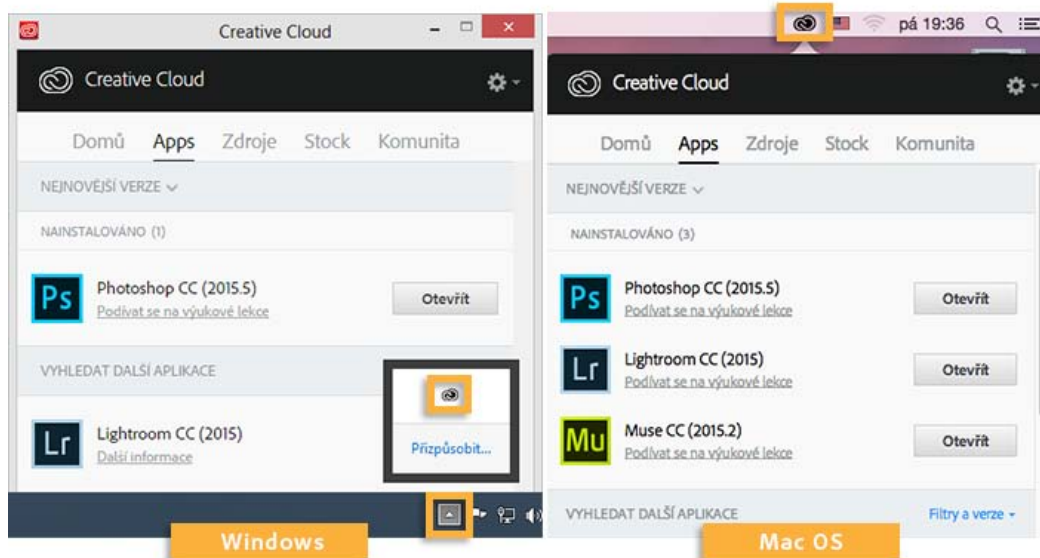 Creative Cloud
Creative Cloud
Domů Apps Zdroje Stock Komunita
NEJNOVĚJŠÍ VERZE
NAINSTALOVÁNO (1)
Ps
Photoshop CC (2015.5)
Podívat se na výukové lekce
Otevřít
VYHLEDAT DALŠÍ APLIKACE
Lr
Lightroom CC (2015)
Další informace
Přizpůsobit...
Windows
pá 19:36
Creative Cloud
Domů Apps Zdroje Stock Komunita
NEJNOVĚJŠÍ VERZE
NAINSTALOVÁNO (3)
Ps
Photoshop CC (2015.5)
Podívat se na výukové lekce
Otevřít
Lr
Lightroom CC (2015)
Podívat se na výukové lekce
Otevřít
Mu
Muse CC (2015.2)
Podívat se na výukové lekce
Otevřít
VYHLEDAT DALŠÍ APLIKACE
Filtry a verze
Mac OS